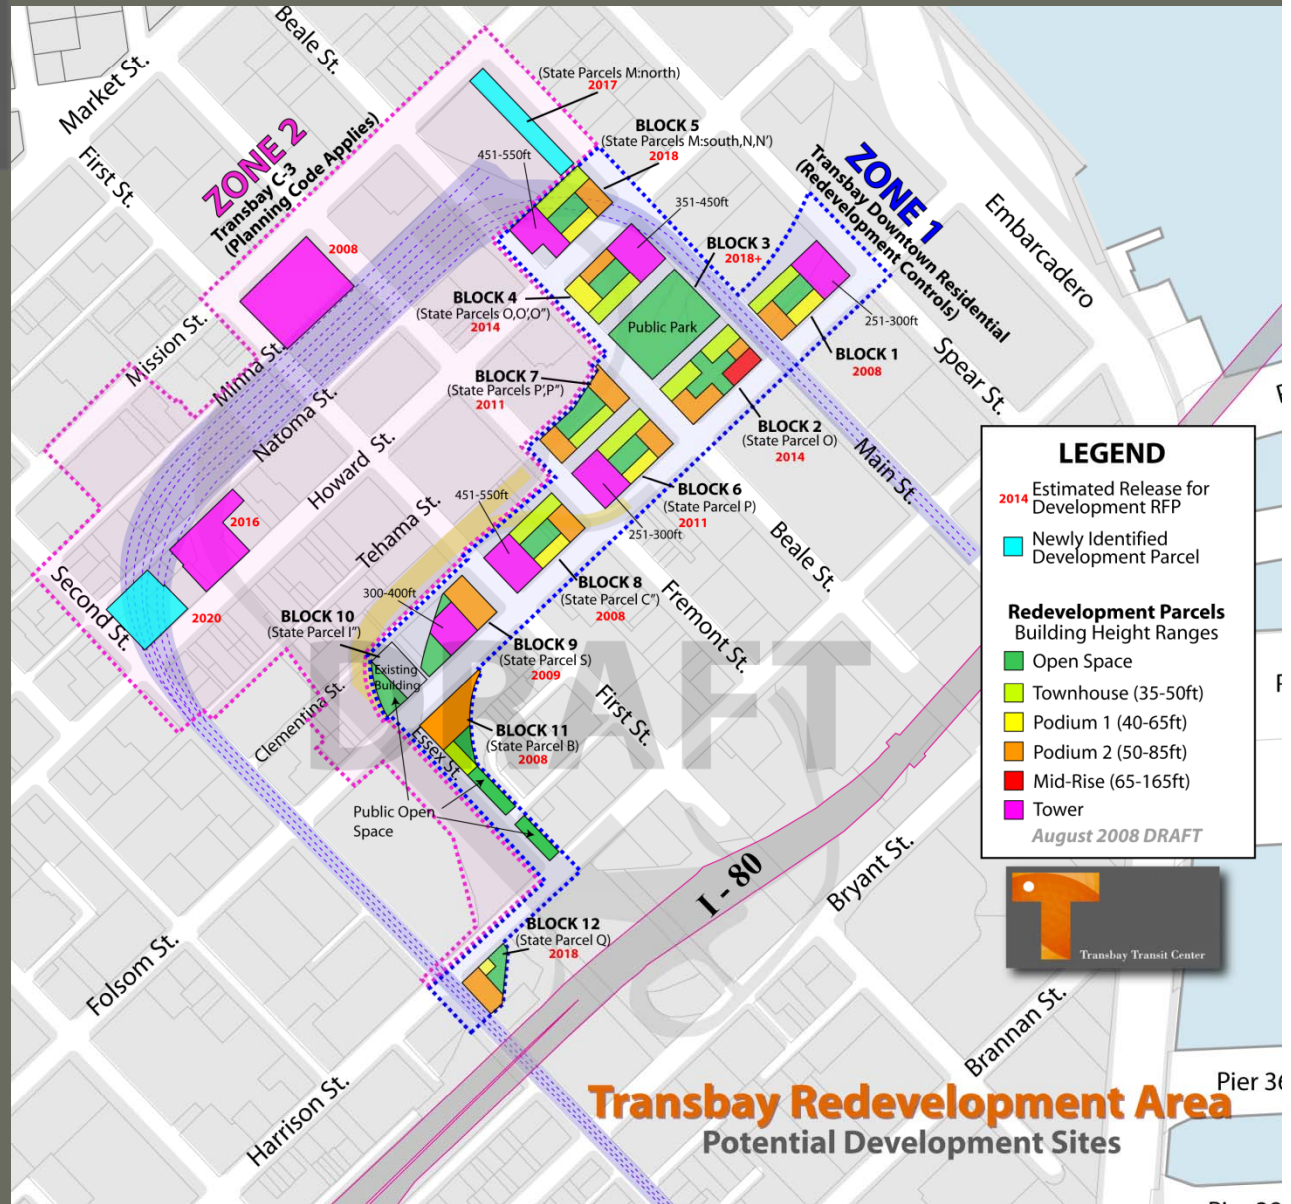 Beale St.
Market St.
First St.
ZONE 2
Transbay C-3
(Planning Code Applies)
(State Parcels M:north)
2017
BLOCK 5
(State Parcels M:south,N,N')
2018
451-550ft
351-450ft
ZONE 1
Transbay Downtown Residential
(Redevelopment Controls)
Embarcadero
2008
BLOCK 3
2018+
BLOCK 4
(State Parcels O,O',O'')
2014
Public Park
251-300ft
BLOCK 1
2008
Spear St.
Mission St.
Minna St.
Natoma St.
Howard St.
Tehama St.
BLOCK 7
(State Parcels P',P'')
2011
BLOCK 2
(State Parcel O)
2014
Main St.
451-550ft
BLOCK 6
(State Parcel P)
2011
251-300ft
Beale St.
2016
Second St.
2020
BLOCK 8
(State Parcel C'')
2008
Fremont St.
300-400ft
BLOCK 10
(State Parcel I'')
Existing
Building
BLOCK 9
(State Parcel S)
2009
DRAFT
Clementina St.
First St.
BLOCK 11
(State Parcel B)
2008
Essex St.
Public Open
Space
I - 80
Bryant St.
BLOCK 12
(State Parcel Q)
2018
Folsom St.
Harrison St.
Brannan St.
LEGEND
2014 Estimated Release for
Development RFP
Newly Identified
Development Parcel
Redevelopment Parcels
Building Height Ranges
Open Space
Townhouse (35-50ft)
Podium 1 (40-65ft)
Podium 2 (50-85ft)
Mid-Rise (65-165ft)
Tower
August 2008 DRAFT
Transbay Transit Center
Pier 36
Transbay Redevelopment Area
Potential Development Sites